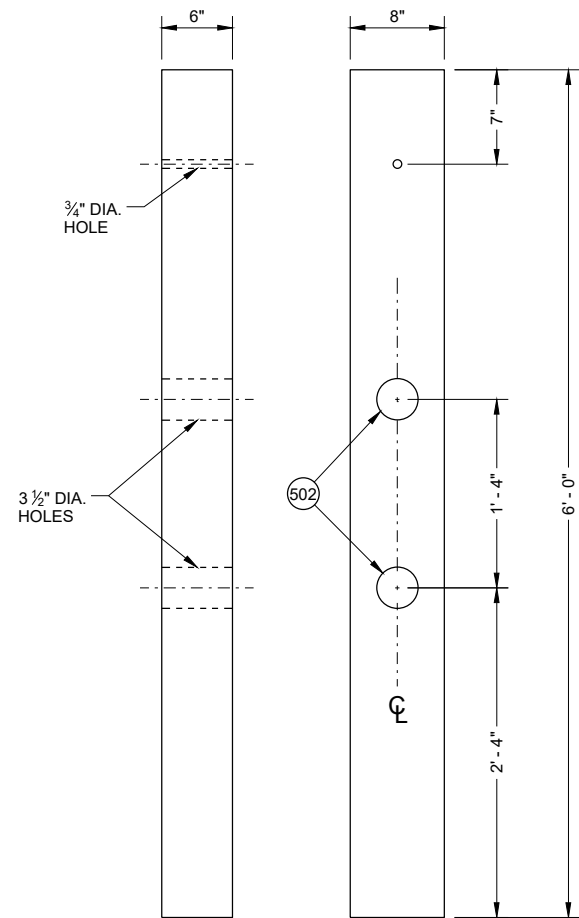 6"
8"
7"
¾" DIA.
HOLE
3 ½" DIA.
HOLES
502
1' - 4"
6' - 0"
℄
2' - 4"